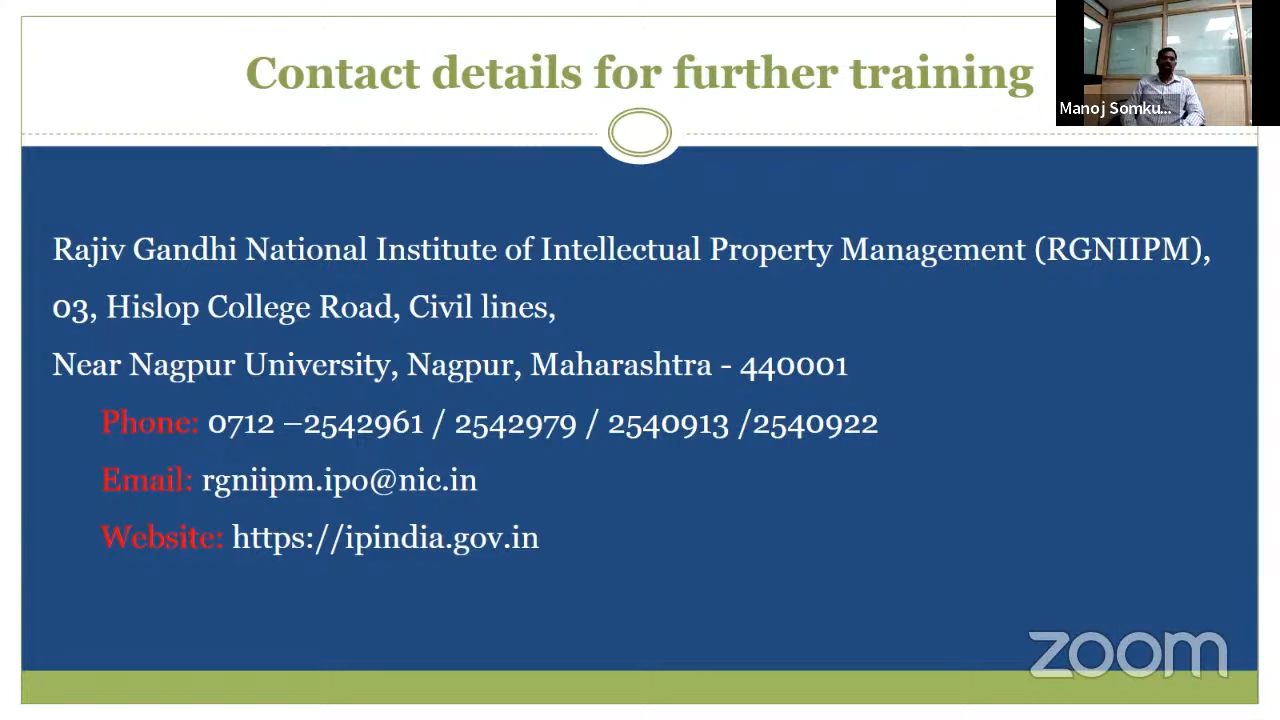 Contact details for further training
Manoj Somku...
Rajiv Gandhi National Institute of Intellectual Property Management (RGNIIPM),
03, Hislop College Road, Civil lines,
Near Nagpur University, Nagpur, Maharashtra - 440001
Phone: 0712 –2542961 / 2542979 / 2540913 /2540922
Email: rgniipm.ipo@nic.in
Website: https://ipindia.gov.in
zoom